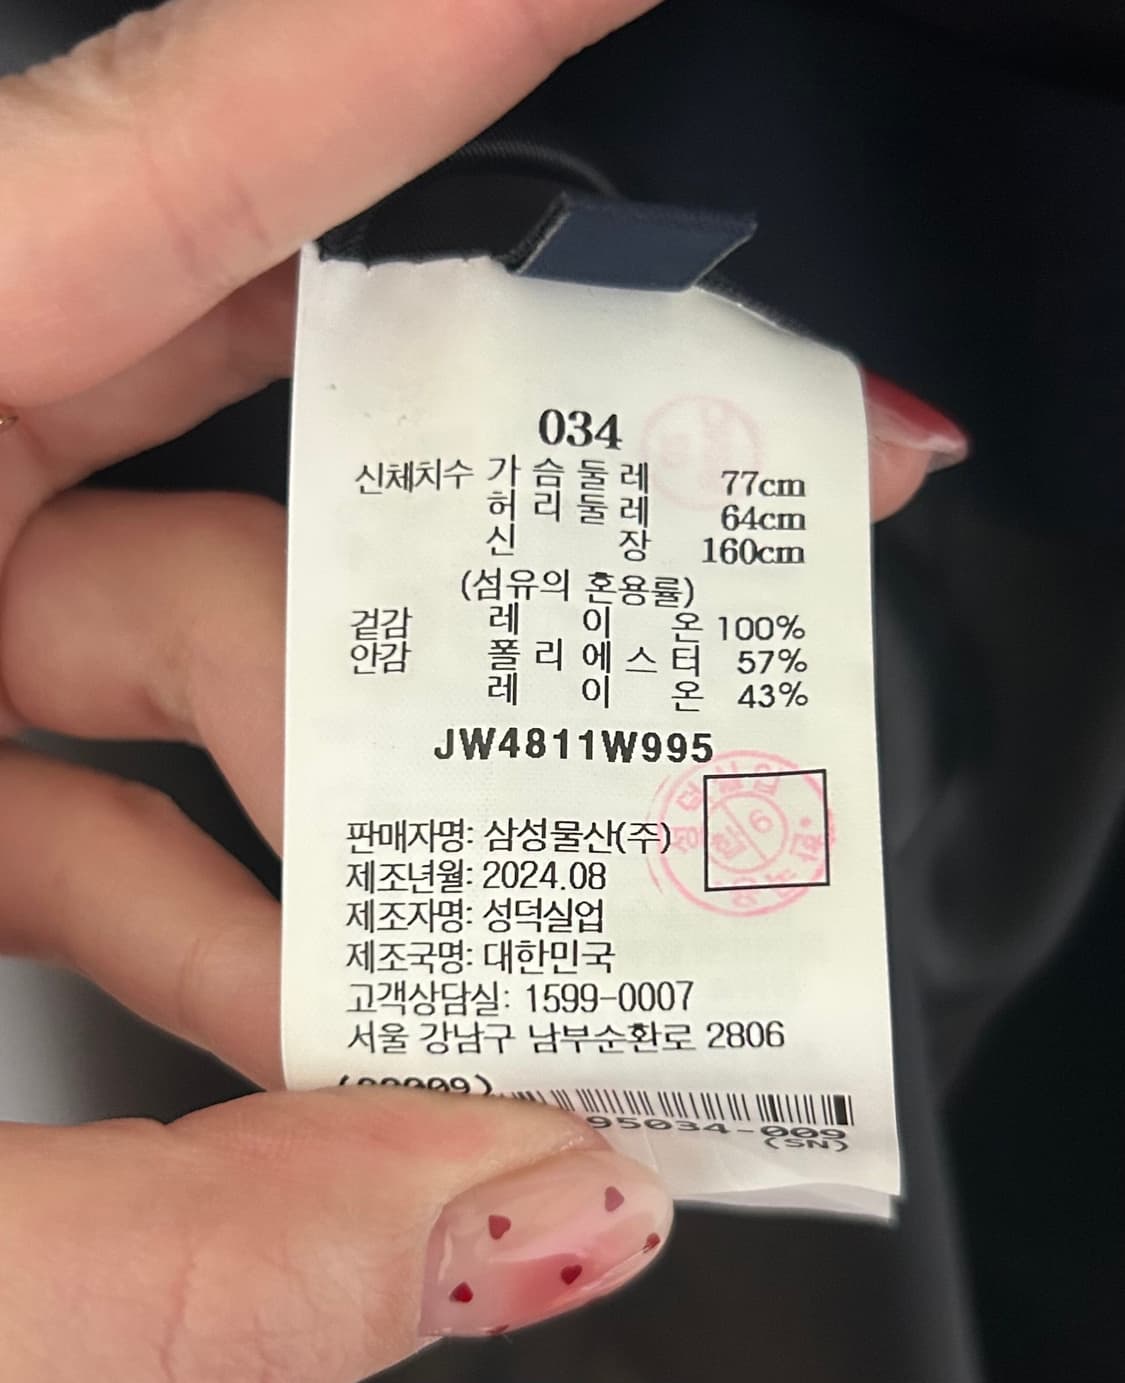 034
신체치수 가슴둘레 77cm
허리둘레 64cm
신 장 160cm
(섬유의 혼용률)
겉감 레 이 온 100%
안감 폴리에스터 57%
레 이 온 43%
JW4811W995
판매자명: 삼성물산(주)
제조년월: 2024.08
제조자명: 성덕실업
제조국명: 대한민국
고객상담실: 1599-0007
서울 강남구 남부순환로 2806
95034-009
(SN)